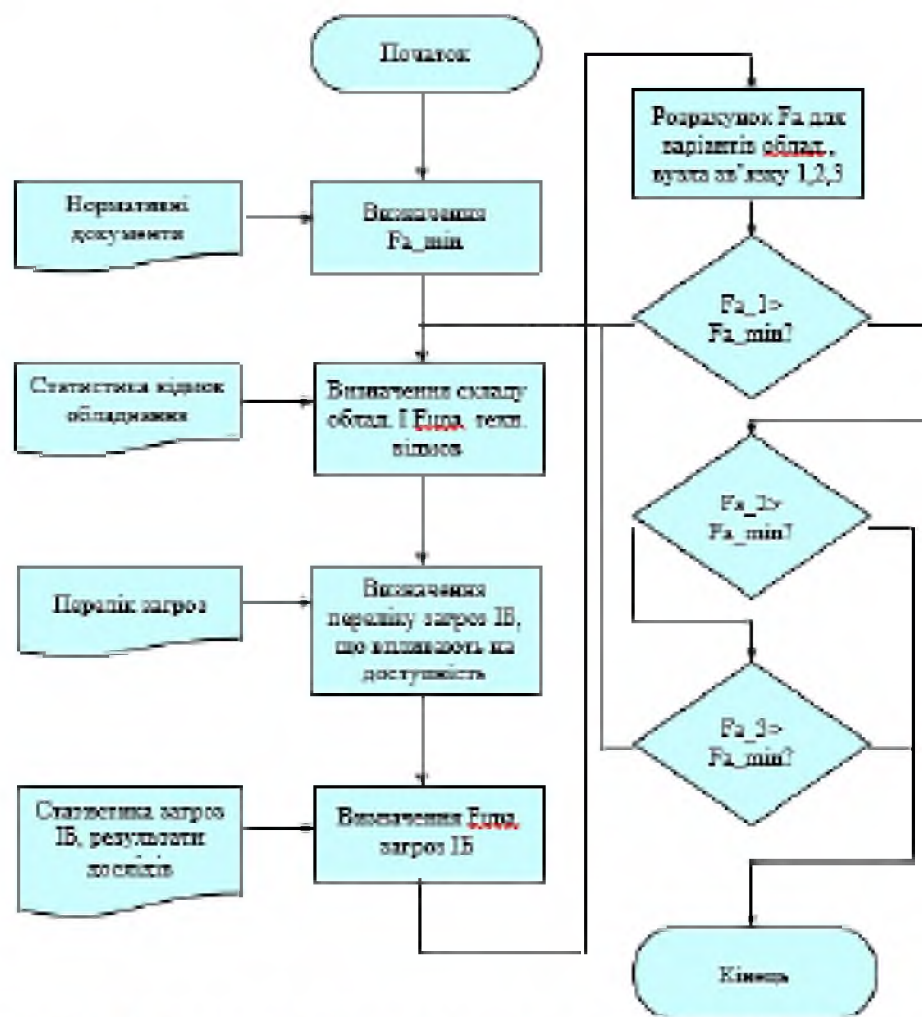 Початок
Нормативні
документи
Визначення
Fa_min
Статистика відмов
обладнання
Визначення складу
облад. І Funa техн.
відмов
Перелік загроз
Визначення
переліку загроз ІБ,
що впливають на
доступність
Статистика загроз
ІБ, результати
дослідів
Визначення Funa
загроз ІБ
Розрахунок Fa для
варіантів облад.,
вузла зв'язку 1,2,3
Fa_1>
Fa_min?
Fa_2>
Fa_min?
Fa_3>
Fa_min?
Кінець